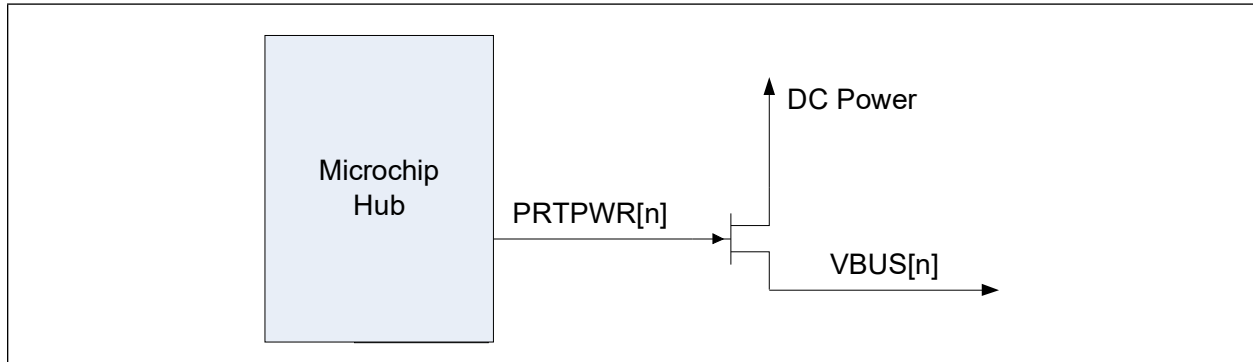 Microchip
Hub
PRTPWR[n]
DC Power
VBUS[n]